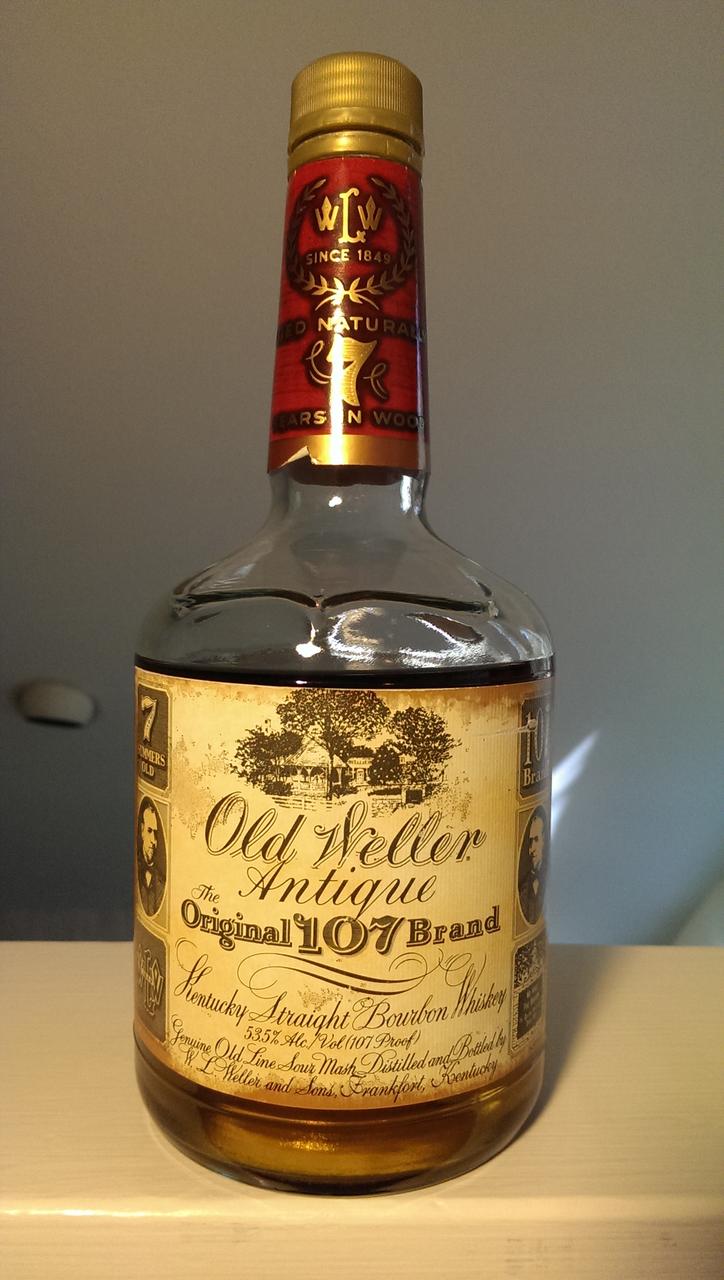 WLW
SINCE 1849
NATURAL
7
YEARS IN WOOD
7
SUMMERS
OLD
107
Bra
Old Weller
Antique
The
Original 107 Brand
Kentucky Straight Bourbon Whiskey
53.5% Alc./Vol (107 Proof)
Genuine Old Line Sour Mash Distilled and Bottled by
W. L. Weller and Sons, Frankfort, Kentucky